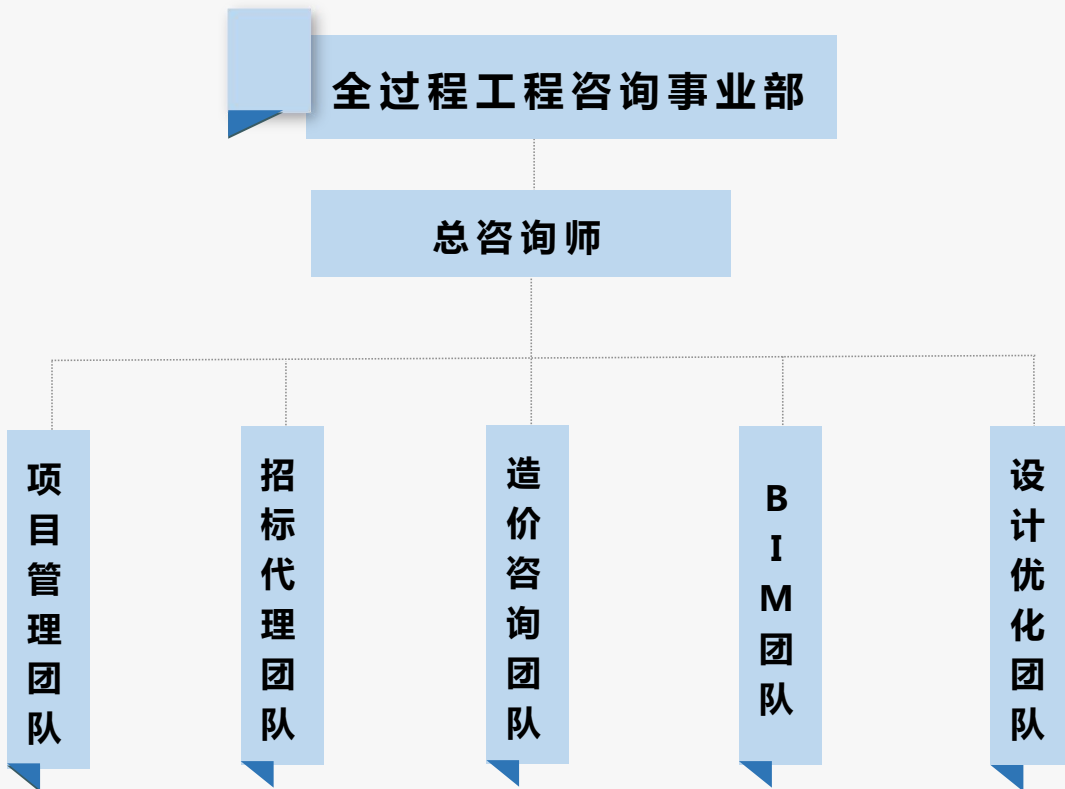 全过程工程咨询事业部
总咨询师
项目管理团队
招标代理团队
造价咨询团队
BIM团队
设计优化团队